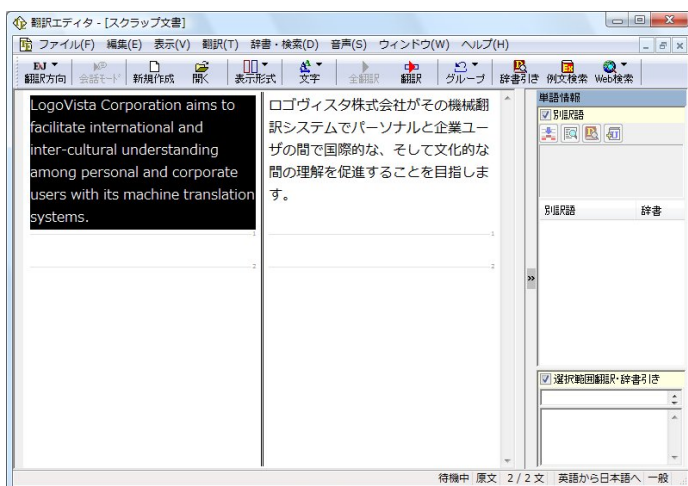 翻訳エディタ - [スクラップ文書]
ファイル(F) 編集(E) 表示(V) 翻訳(T) 辞書・検索(D) 音声(S) ウィンドウ(W) ヘルプ(H)
翻訳方向 会話モード 新規作成 開く 表示形式 文字 全翻訳 翻訳 グループ 辞書引き 例文検索 Web検索
LogoVista Corporation aims to
facilitate international and
inter-cultural understanding
among personal and corporate
users with its machine translation
systems.
1
2
ロゴヴィスタ株式会社がその機械翻
訳システムでパーソナルと企業ユー
ザの間で国際的な、そして文化的な
間の理解を促進することを目指しま
す。
1
2
単語情報
別訳語
別訳語 辞書
選択範囲翻訳・辞書引き
待機中 原文 2 / 2 文 英語から日本語へ 一般